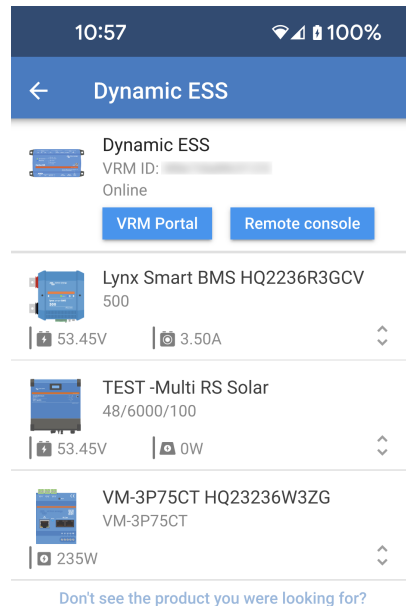 10:57
100%
Dynamic ESS
Dynamic ESS
VRM ID:
Online
VRM Portal
Remote console
Lynx Smart BMS HQ2236R3GCV
500
53.45V
3.50A
TEST -Multi RS Solar
48/6000/100
53.45V
0W
VM-3P75CT HQ23236W3ZG
VM-3P75CT
235W
Don't see the product you were looking for?